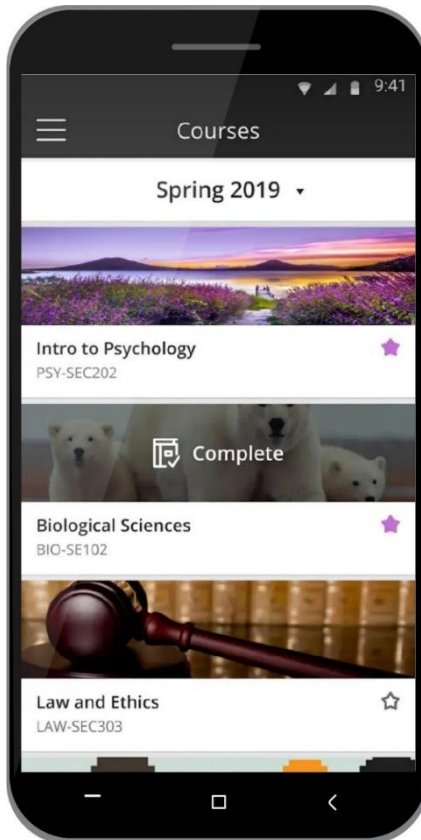 9:41
Courses
Spring 2019
Intro to Psychology
PSY-SEC202
Complete
Biological Sciences
BIO-SE102
Law and Ethics
LAW-SEC303